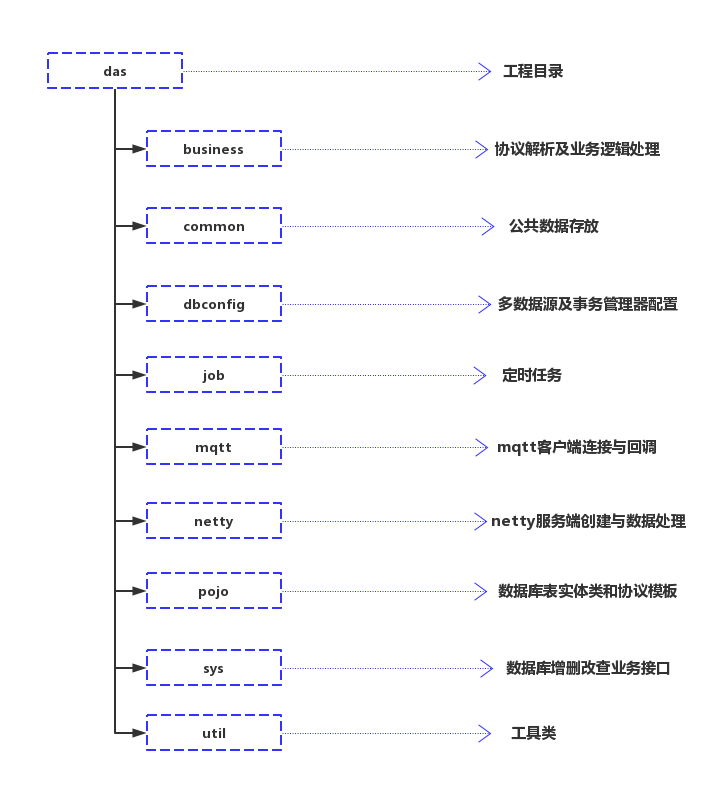 das
工程目录
business
协议解析及业务逻辑处理
common
公共数据存放
dbconfig
多数据源及事务管理器配置
job
定时任务
mqtt
mqtt客户端连接与回调
netty
netty服务端创建与数据处理
pojo
数据库表实体类和协议模板
sys
数据库增删改查业务接口
util
工具类